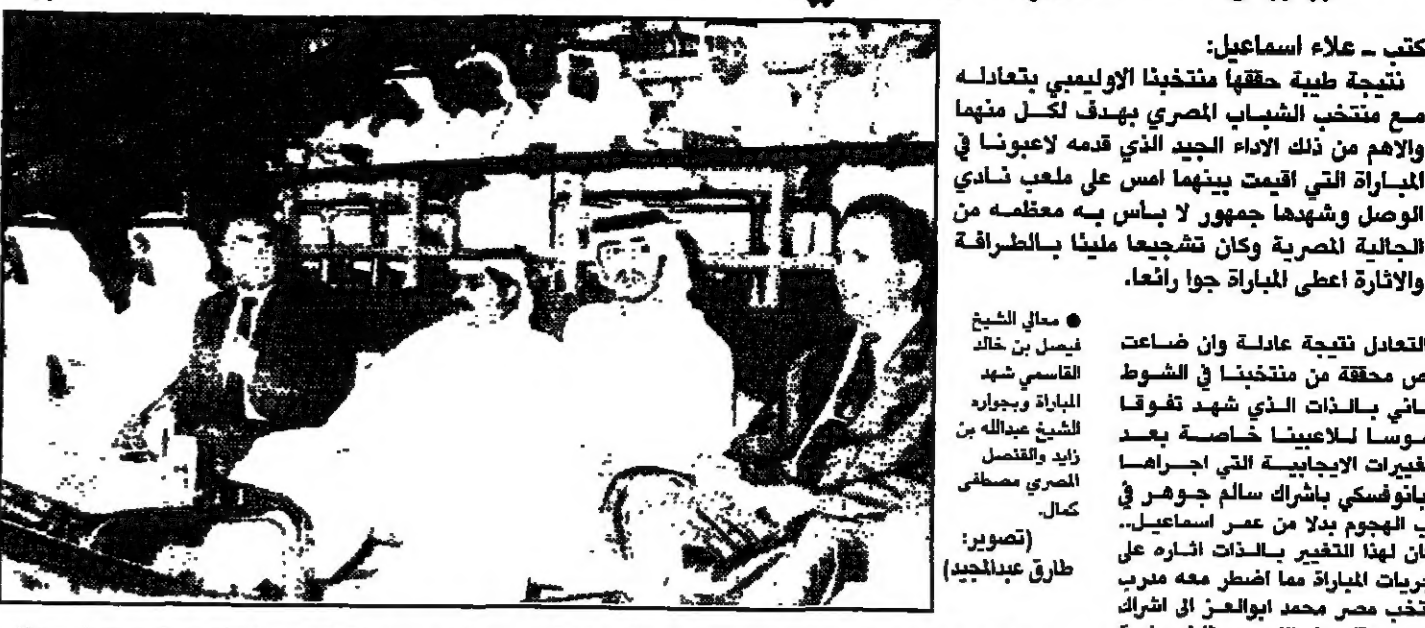 كتب ــ علاء اسماعيل:
نتيجة طيبة حققها منتخبنا الاوليمبي بتعادله
مع منتخب الشباب المصري بهدف لكل منهما
والاهم من ذلك الاداء الجيد الذي قدمه لاعبونا في
المباراة التي اقيمت بينهما امس على ملعب نادي
الوصل وشهدها جمهور لا بأس به معظمه من
الجالية المصرية وكان تشجيعا مليئا بالطرافة
والاثارة اعطى المباراة جوا رائعا.
التعادل نتيجة عادلة وان ضاعت
محققة من منتخبنا في الشوط
بالذات الذي شهد تفوقا
للاعبينا خاصة بعد
الايجابية التي اجراها
باشراك سالم جوهر في
الهجوم بدلا من عمر اسماعيل..
لهذا التغيير بالذات اثاره على
المباراة مما اضطر معه مدرب
مصر محمد ابوالعز الى اشراك
● معالي الشيخ
فيصل بن خالد
القاسمي شهد
المباراة وبجواره
الشيخ عبدالله بن
زايد والقنصل
المصري مصطفى
كمال.
(تصوير:
طارق عبدالمجيد)